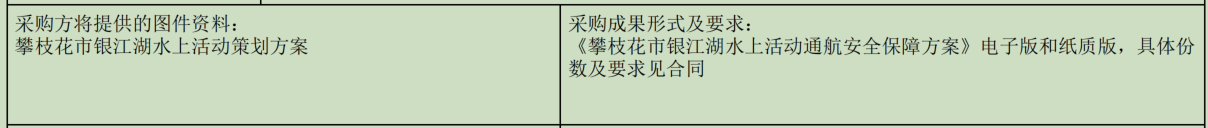 采购方将提供的图件资料：
攀枝花市银江湖水上活动策划方案
采购成果形式及要求：
《攀枝花市银江湖水上活动通航安全保障方案》电子版和纸质版，具体份
数及要求见合同